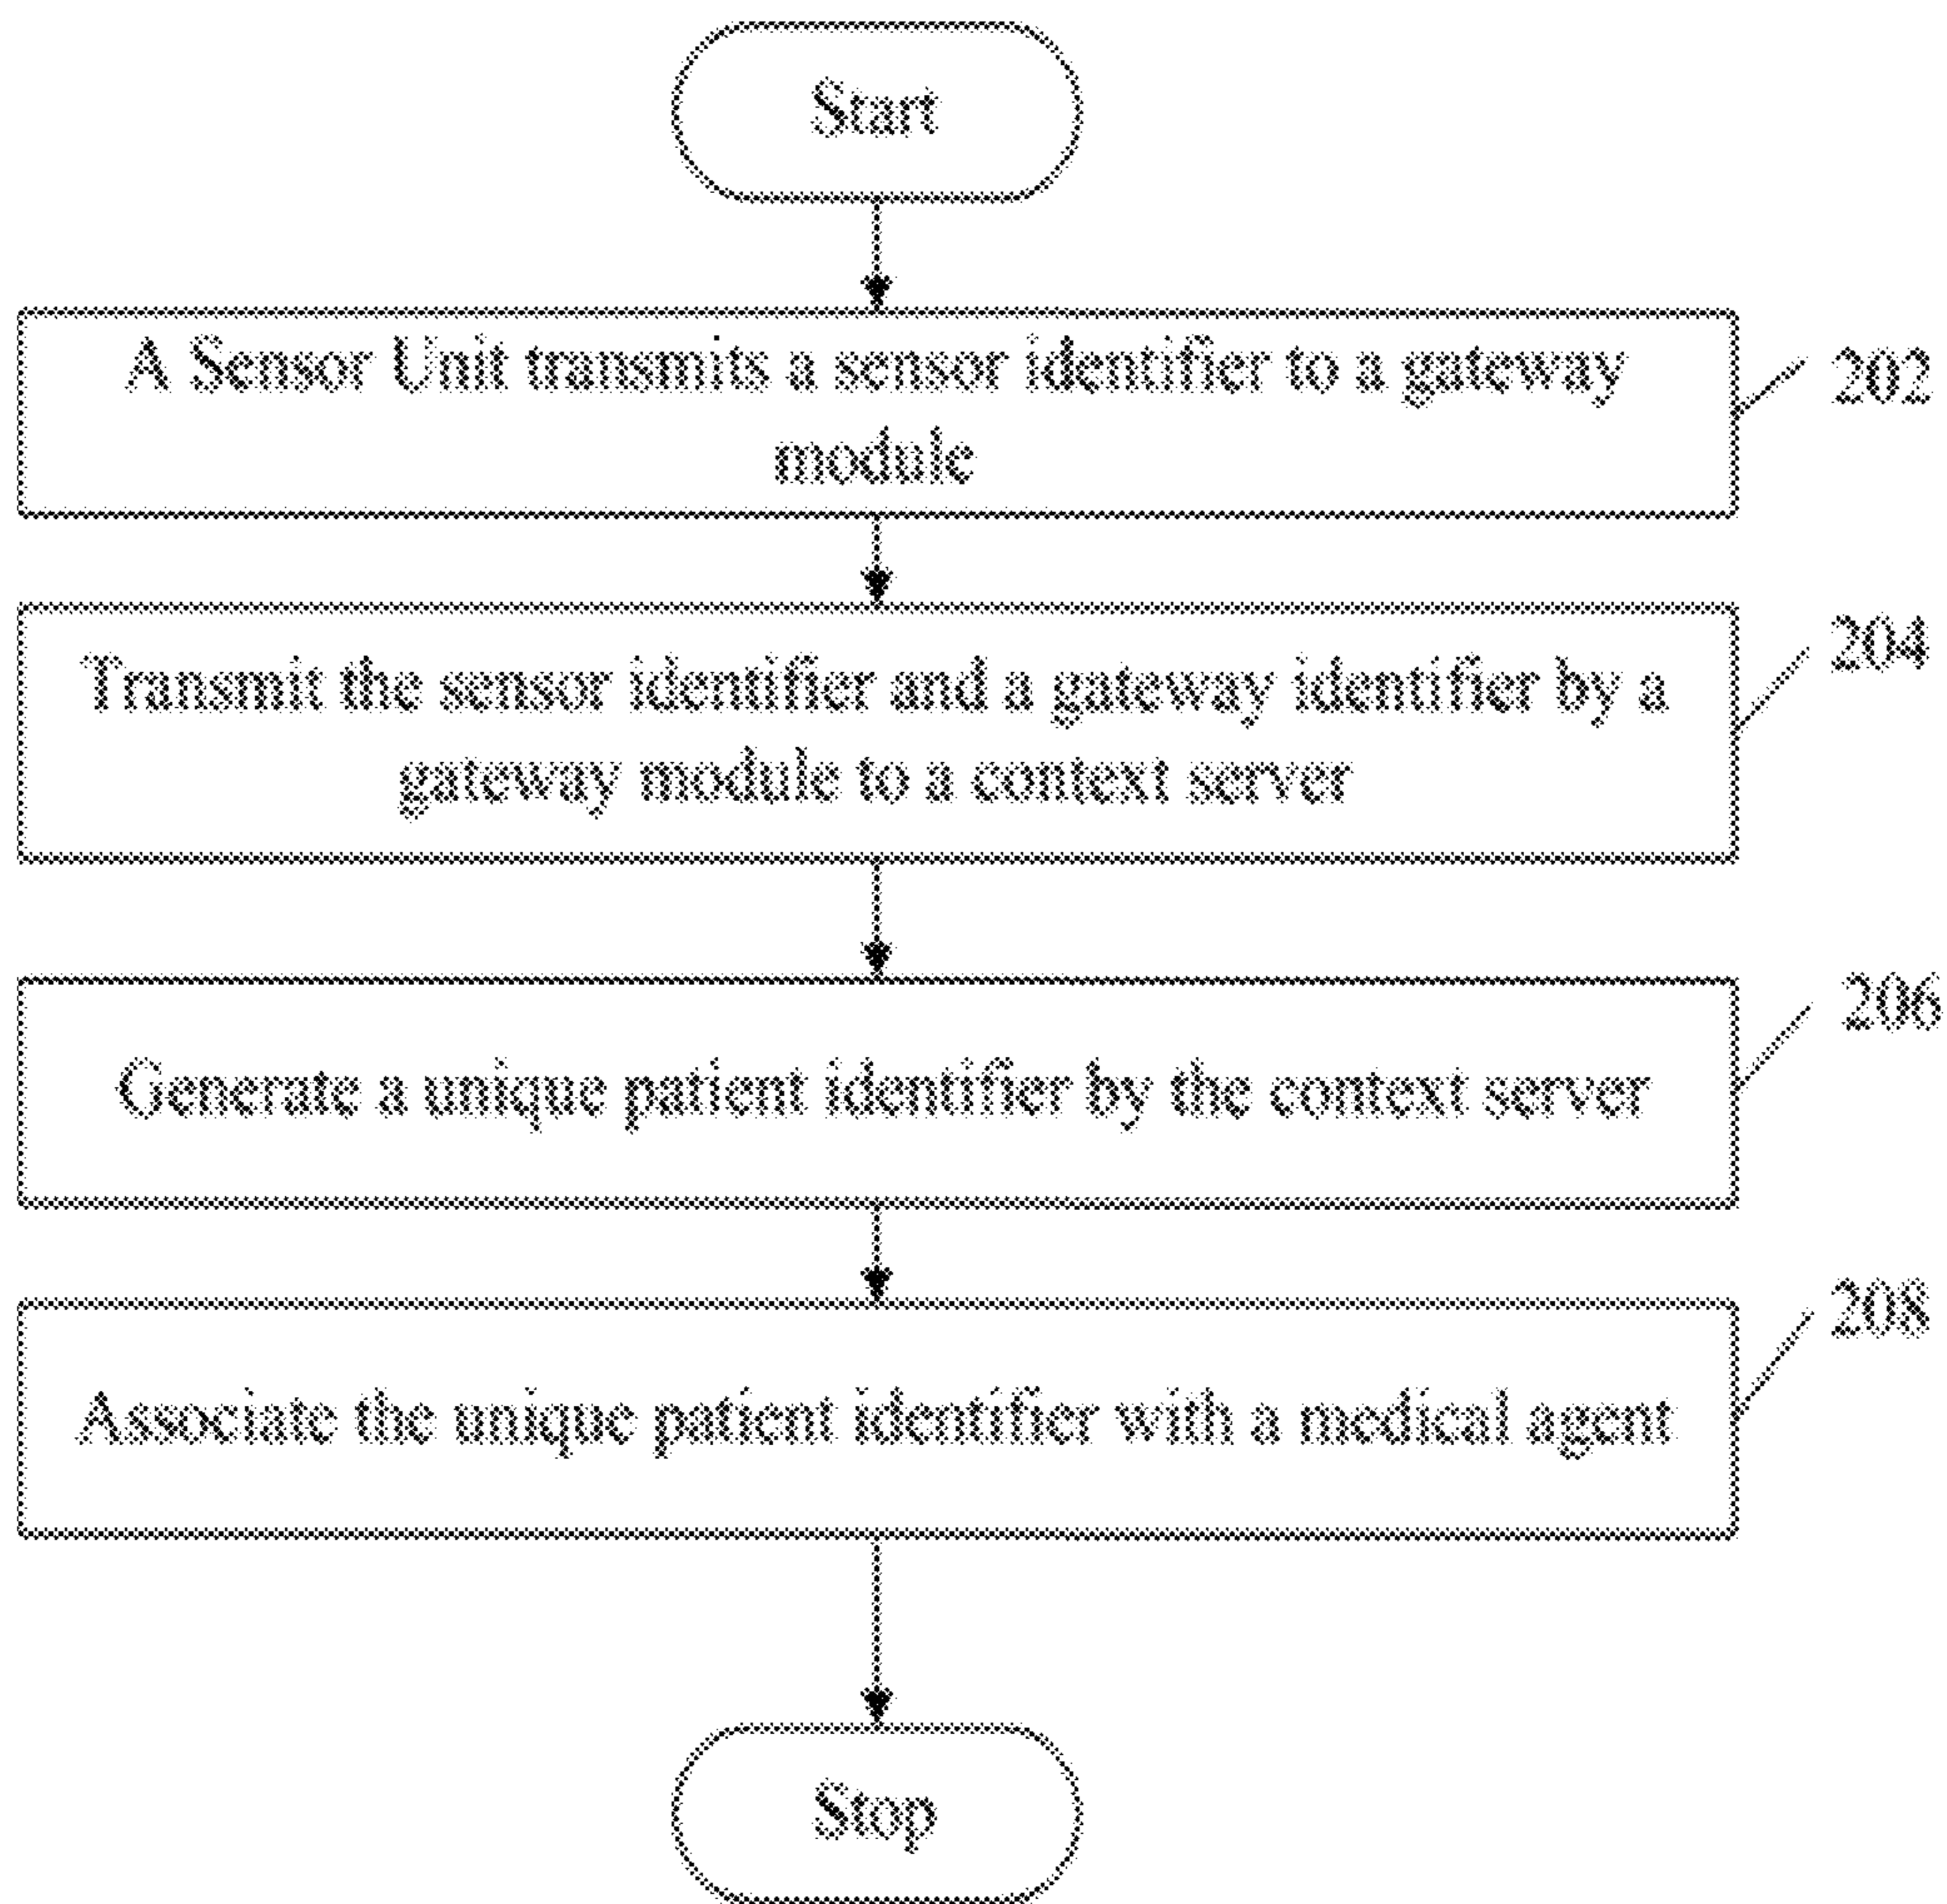 Start
A Sensor Unit transmits a sensor identifier to a gateway
module
202
Transmit the sensor identifier and a gateway identifier by a
gateway module to a context server
204
Generate a unique patient identifier by the context server
206
Associate the unique patient identifier with a medical agent
208
Stop